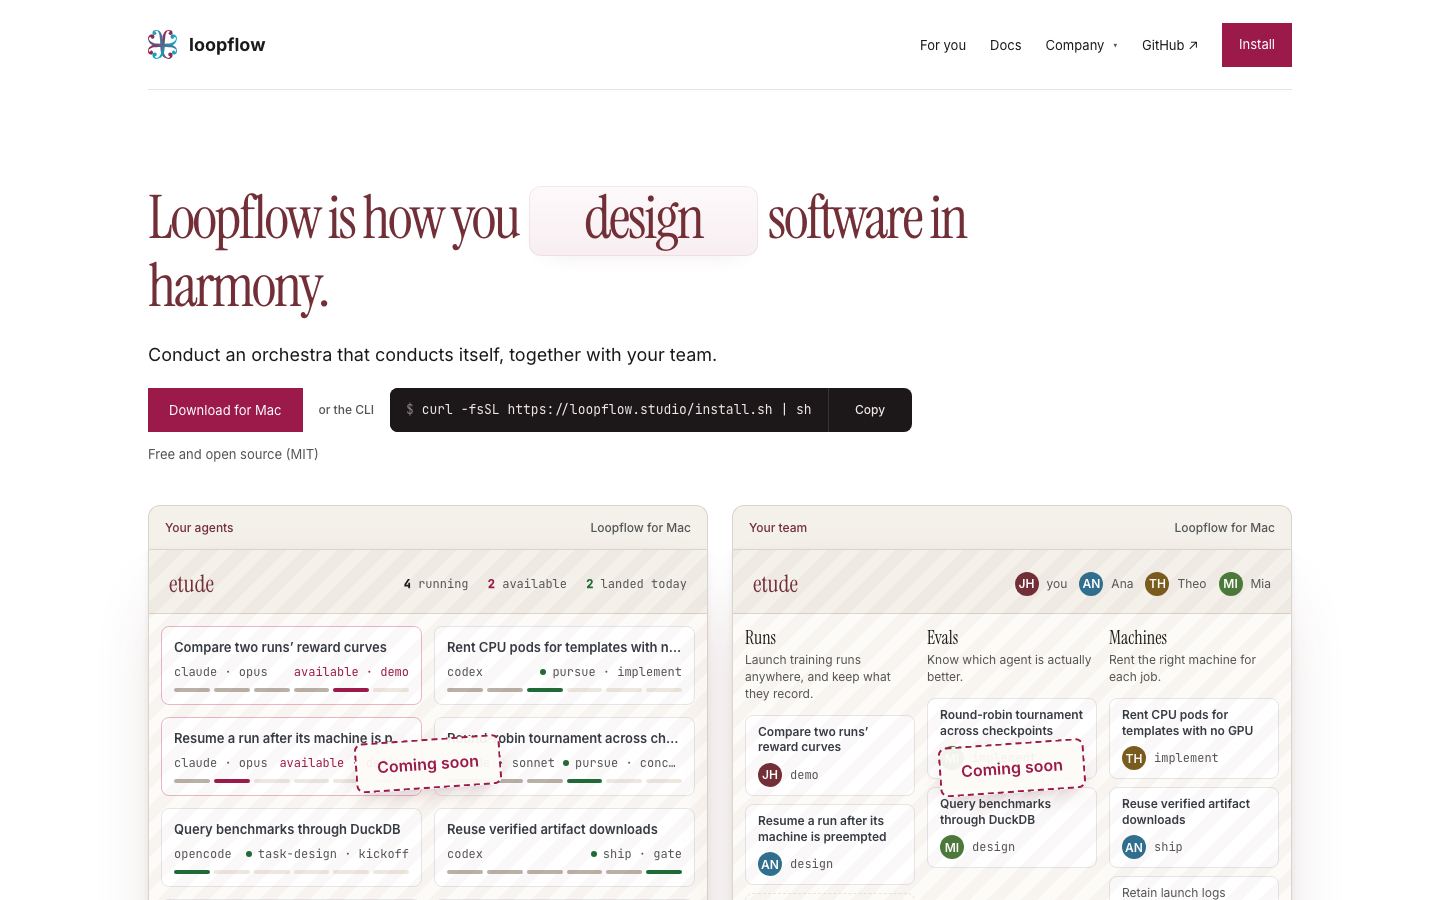 loopflow
For you
Docs
Company ▾
GitHub ↗
Install
Loopflow is how you design software in
harmony.
Conduct an orchestra that conducts itself, together with your team.
Download for Mac
or the CLI
$ curl -fsSL https://loopflow.studio/install.sh | sh
Copy
Free and open source (MIT)
Your agents
Loopflow for Mac
etude
4 running 2 available 2 landed today
Compare two runs’ reward curves
claude · opus available · demo
Rent CPU pods for templates with n…
codex pursue · implement
Resume a run after its machine is
claude · opus available
robin tournament across ch…
sonnet pursue · conc…
Coming soon
Query benchmarks through DuckDB
opencode task-design · kickoff
Reuse verified artifact downloads
codex ship · gate
Your team
Loopflow for Mac
etude
JH you AN Ana TH Theo MI Mia
Runs
Launch training runs
anywhere, and keep what
they record.
Compare two runs’
reward curves
JH demo
Resume a run after its
machine is preempted
AN design
Evals
Know which agent is actually
better.
Round-robin tournament
across checkpoints
Coming soon
Query benchmarks
through DuckDB
MI design
Machines
Rent the right machine for
each job.
Rent CPU pods for
templates with no GPU
TH implement
Reuse verified artifact
downloads
AN ship
Retain launch logs